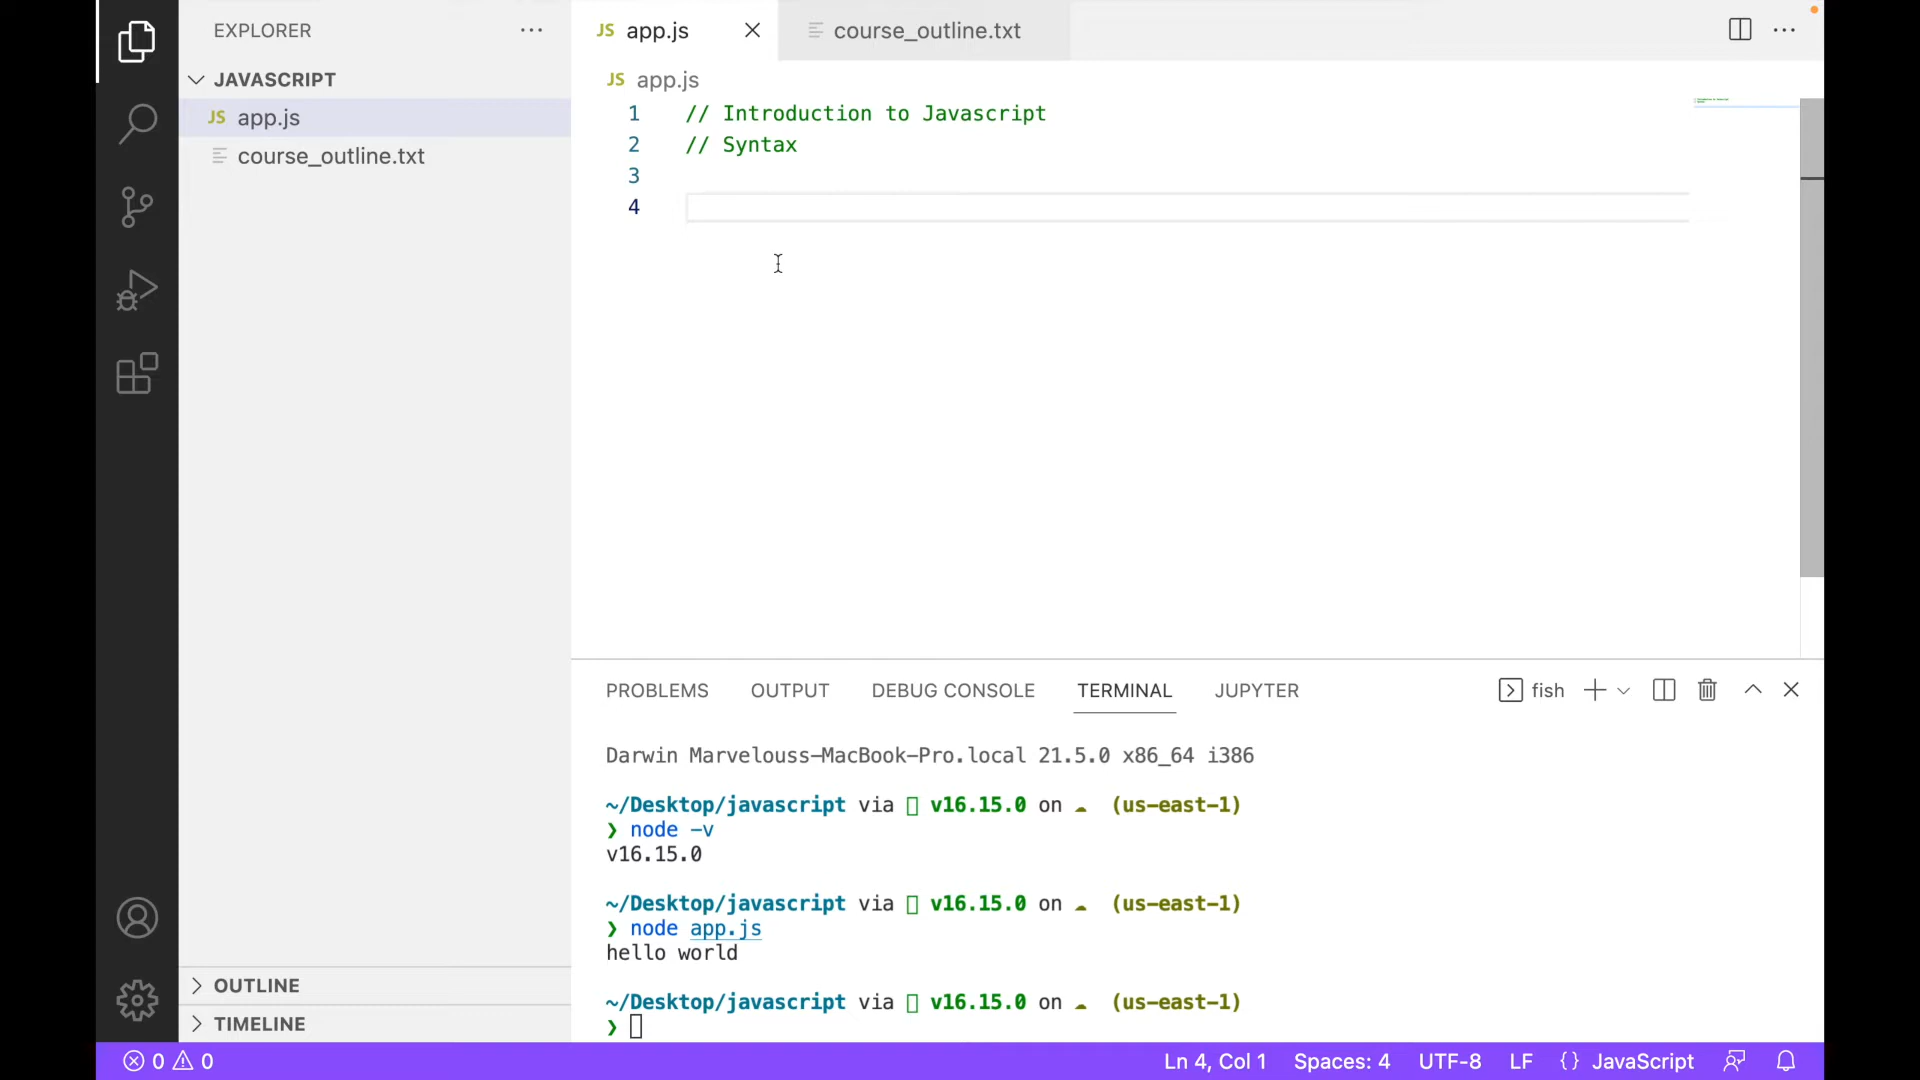 EXPLORER
JAVASCRIPT
JS app.js
course_outline.txt
OUTLINE
TIMELINE
JS app.js
course_outline.txt
JS app.js
1 // Introduction to Javascript
2 // Syntax
3
4
PROBLEMS OUTPUT DEBUG CONSOLE TERMINAL JUPYTER
fish
Darwin Marvelouss-MacBook-Pro.local 21.5.0 x86_64 i386
~/Desktop/javascript via v16.15.0 on ☁ (us-east-1)
❯ node -v
v16.15.0
~/Desktop/javascript via v16.15.0 on ☁ (us-east-1)
❯ node app.js
hello world
~/Desktop/javascript via v16.15.0 on ☁ (us-east-1)
❯
0 0
Ln 4, Col 1 Spaces: 4 UTF-8 LF {} JavaScript